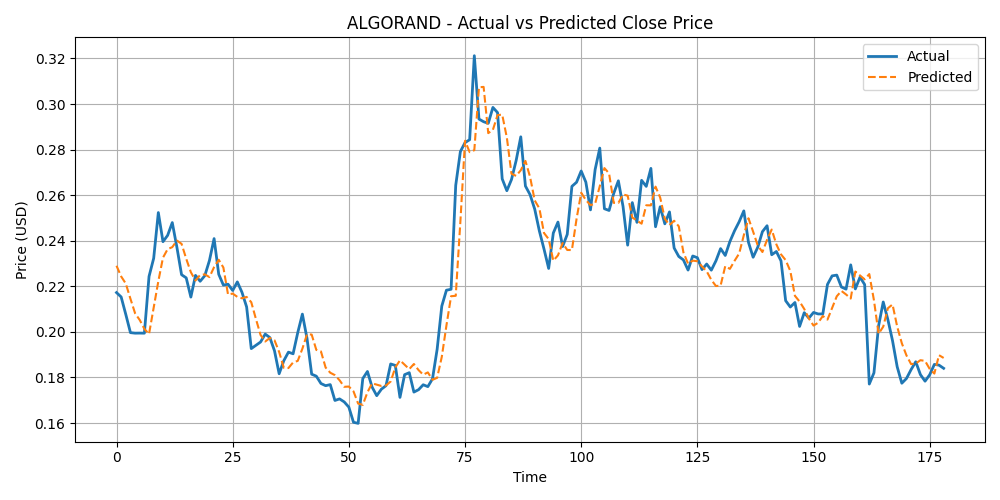 ALGORAND - Actual vs Predicted Close Price
Actual
Predicted
Price (USD)
0.32
0.30
0.28
0.26
0.24
0.22
0.20
0.18
0.16
0 25 50 75 100 125 150 175
Time